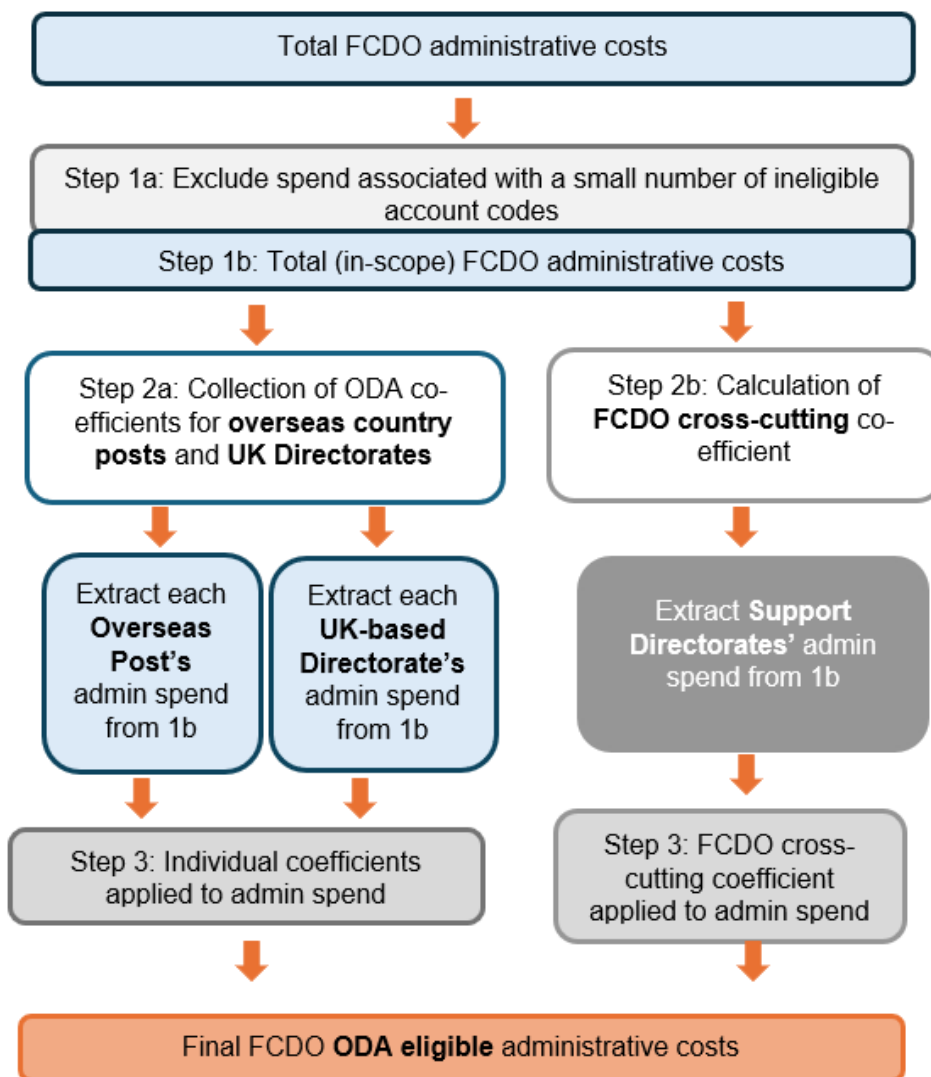 Total FCDO administrative costs
Step 1a: Exclude spend associated with a small number of ineligible
account codes
Step 1b: Total (in-scope) FCDO administrative costs
Step 2a: Collection of ODA co-
efficients for overseas country
posts and UK Directorates
Step 2b: Calculation of
FCDO cross-cutting co-
efficient
Extract each
Overseas
Post's
admin spend
from 1b
Extract each
UK-based
Directorate's
admin spend
from 1b
Extract Support
Directorates' admin
spend from 1b
Step 3: Individual coefficients
applied to admin spend
Step 3: FCDO cross-
cutting coefficient
applied to admin spend
Final FCDO ODA eligible administrative costs